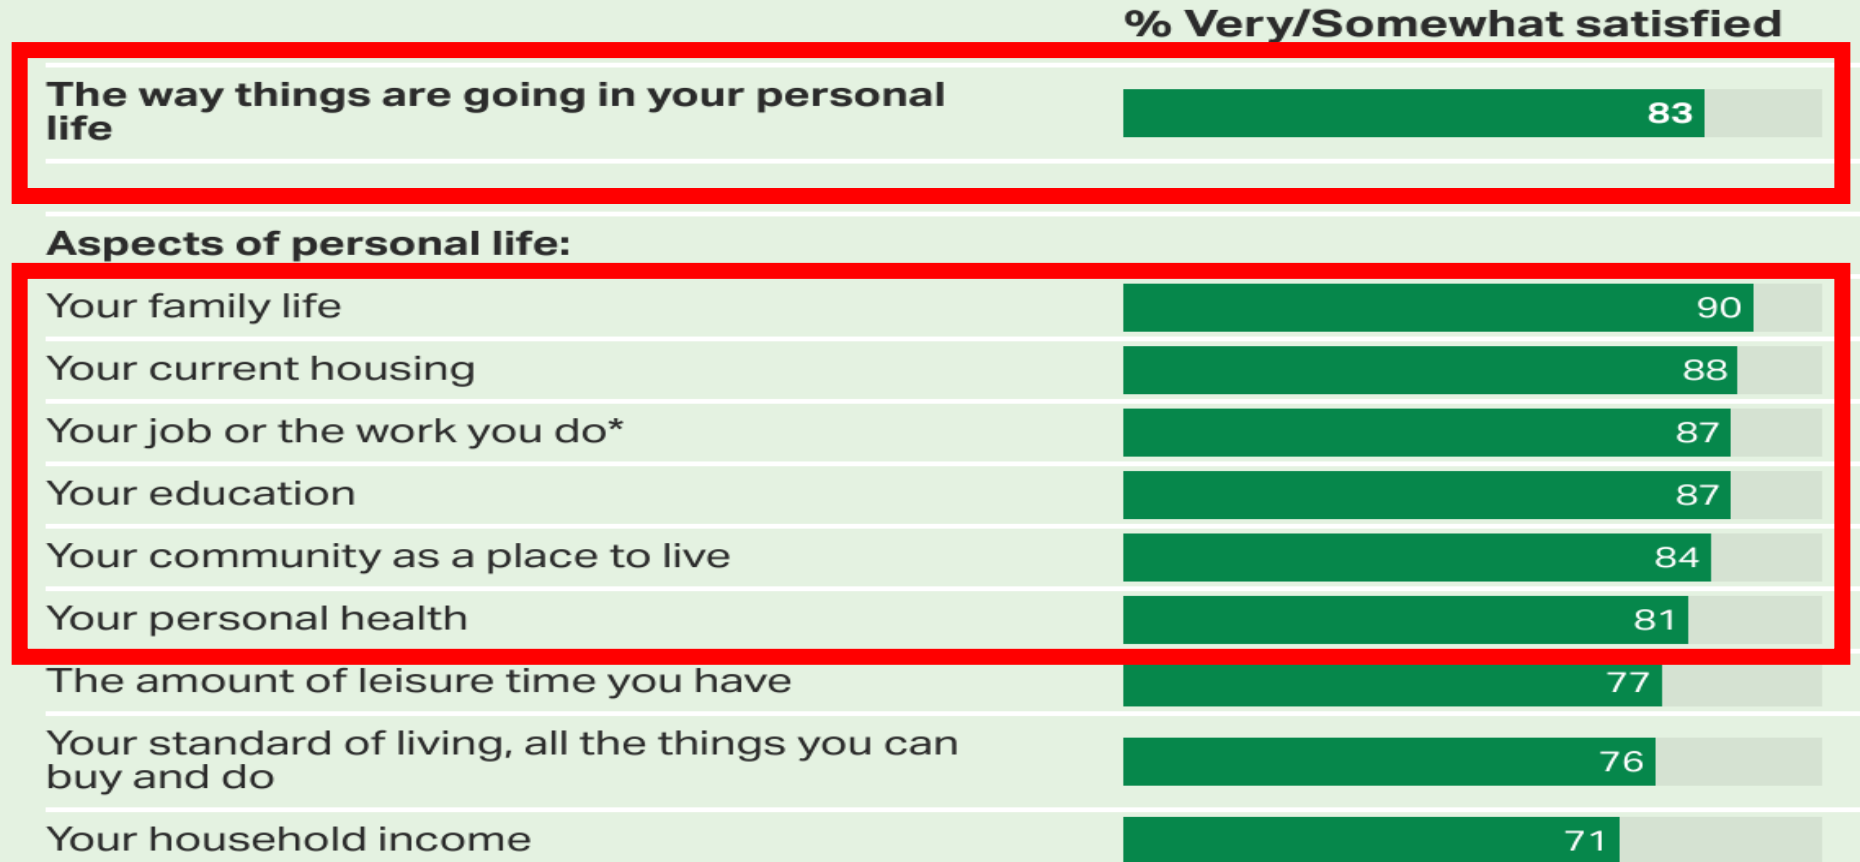 % Very/Somewhat satisfied
The way things are going in your personal
life
83
Aspects of personal life:
Your family life 90
Your current housing 88
Your job or the work you do* 87
Your education 87
Your community as a place to live 84
Your personal health 81
The amount of leisure time you have 77
Your standard of living, all the things you can
buy and do
76
Your household income 71